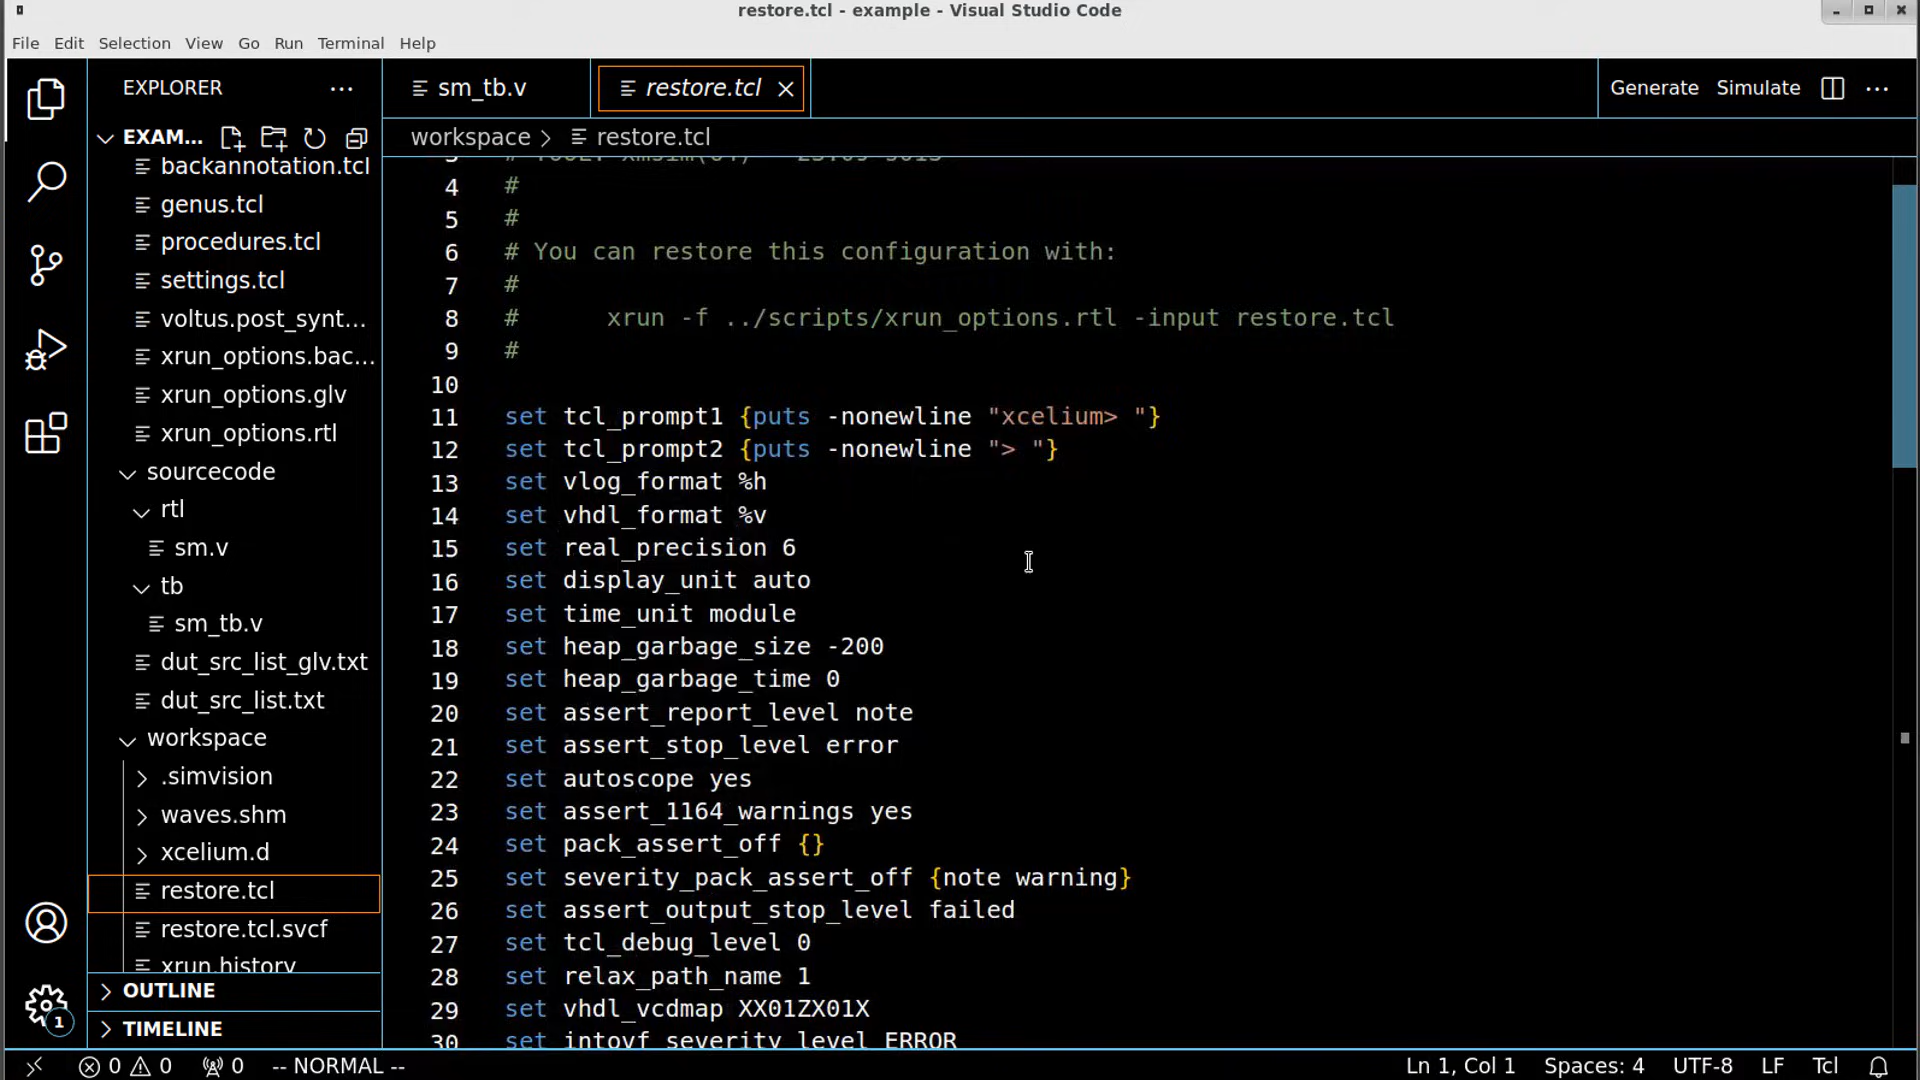 restore.tcl - example - Visual Studio Code
File Edit Selection View Go Run Terminal Help
EXPLORER ···
EXAM...
backannotation.tcl
genus.tcl
procedures.tcl
settings.tcl
voltus.post_synt...
xrun_options.bac...
xrun_options.glv
xrun_options.rtl
sourcecode
rtl
sm.v
tb
sm_tb.v
dut_src_list_glv.txt
dut_src_list.txt
workspace
.simvision
waves.shm
xcelium.d
restore.tcl
restore.tcl.svcf
xrun.history
OUTLINE
TIMELINE
sm_tb.v restore.tcl Generate Simulate ···
workspace > restore.tcl
4 #
5 #
6 # You can restore this configuration with:
7 #
8 # xrun -f ../scripts/xrun_options.rtl -input restore.tcl
9 #
10
11 set tcl_prompt1 {puts -nonewline "xcelium> "}
12 set tcl_prompt2 {puts -nonewline "> "}
13 set vlog_format %h
14 set vhdl_format %v
15 set real_precision 6
16 set display_unit auto
17 set time_unit module
18 set heap_garbage_size -200
19 set heap_garbage_time 0
20 set assert_report_level note
21 set assert_stop_level error
22 set autoscope yes
23 set assert_1164_warnings yes
24 set pack_assert_off {}
25 set severity_pack_assert_off {note warning}
26 set assert_output_stop_level failed
27 set tcl_debug_level 0
28 set relax_path_name 1
29 set vhdl_vcdmap XX01ZX01X
30 set intovf_severity_level ERROR
1
0 0 0 -- NORMAL -- Ln 1, Col 1 Spaces: 4 UTF-8 LF Tcl